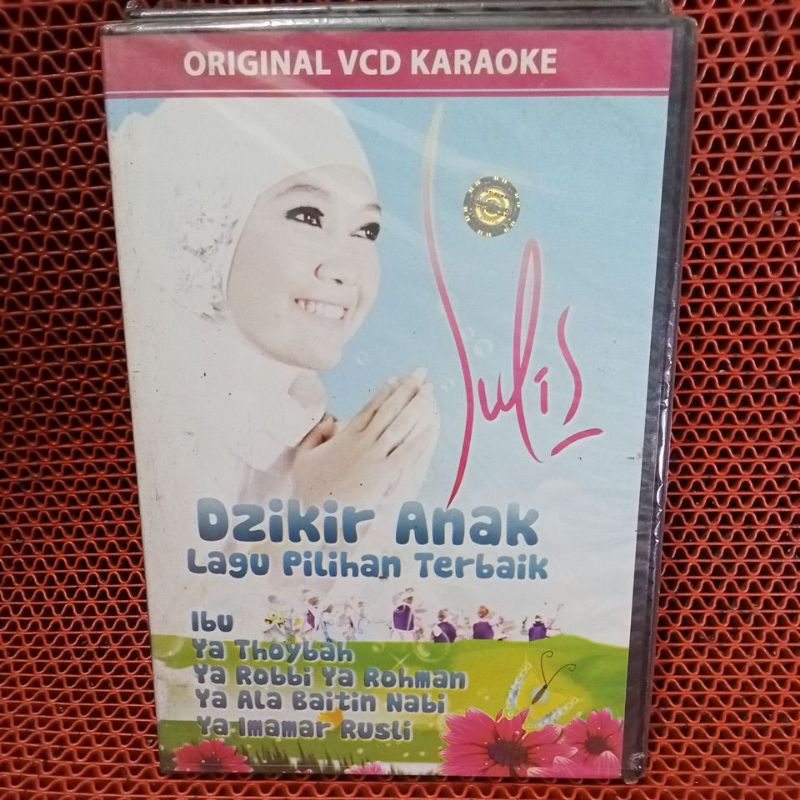 ORIGINAL VCD KARAOKE
Sulis
Dzikir Anak
Lagu Pilihan Terbaik
Ibu
Ya Thoybah
Ya Robbi Ya Rohman
Ya Ala Baitin Nabi
Ya Imamar Rusli